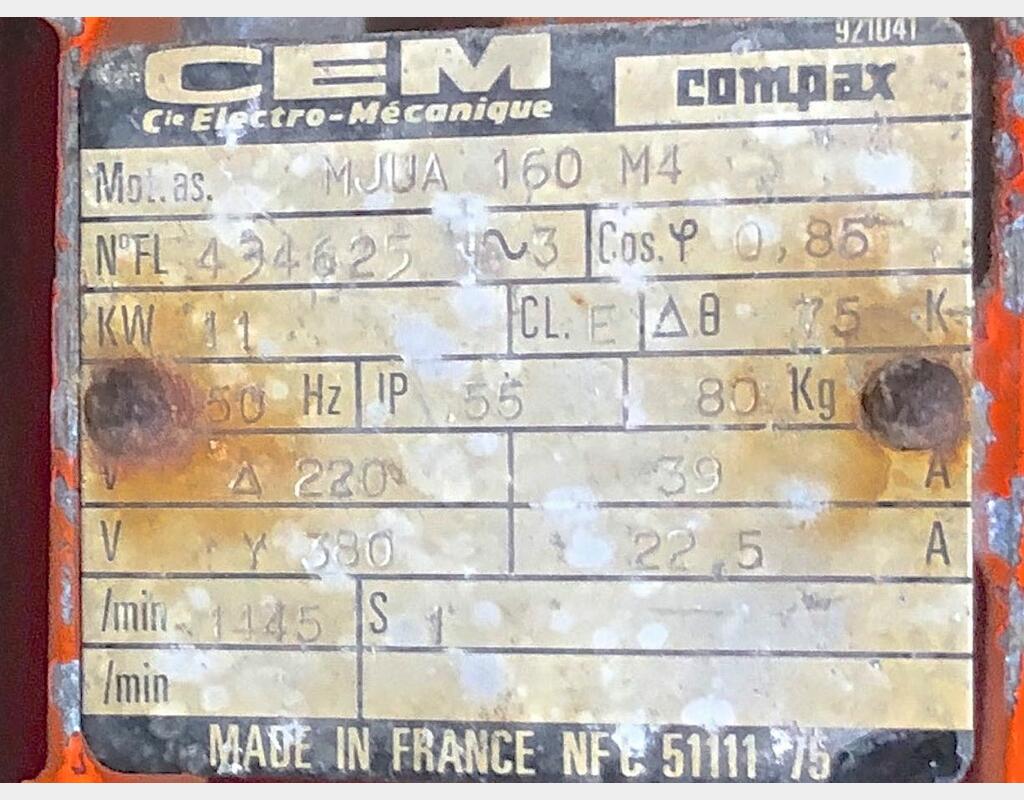 921041
CEM
compax
Cie Electro-Mécanique
Mot.as. MJUA 160 M4
N°FL 434625 ~3 Cos. φ 0,86
KW 11 CL. E Δθ 75 K
50 Hz IP 55 80 Kg
V Δ 220 39 A
V Y 380 22,5 A
/min 1445 S 1
/min
MADE IN FRANCE NFC 51111 75